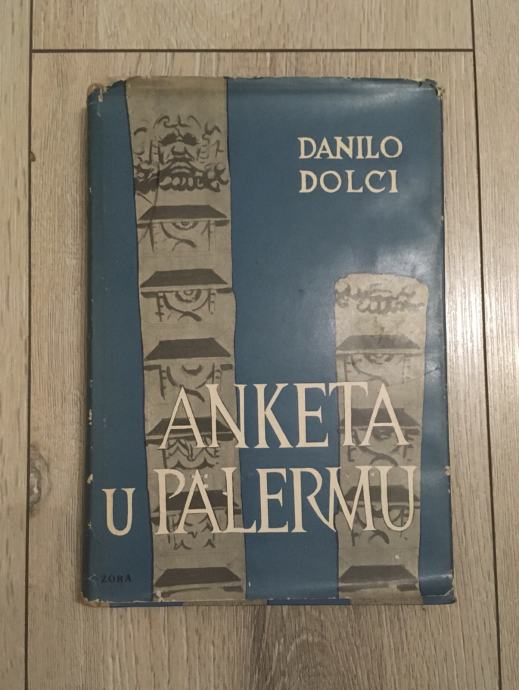 DANILO
DOLCI
ANKETA
U PALERMU
ZORA